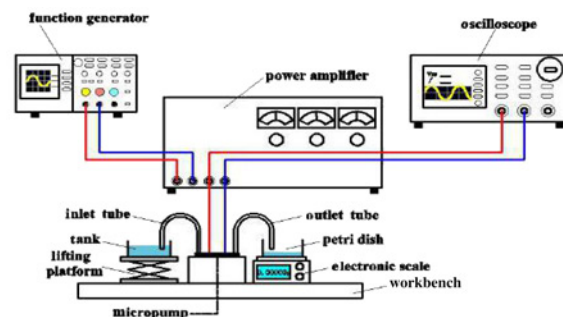 function generator
oscilloscope
power amplifier
inlet tube
outlet tube
tank
petri dish
lifting
platform
electronic scale
workbench
micropump